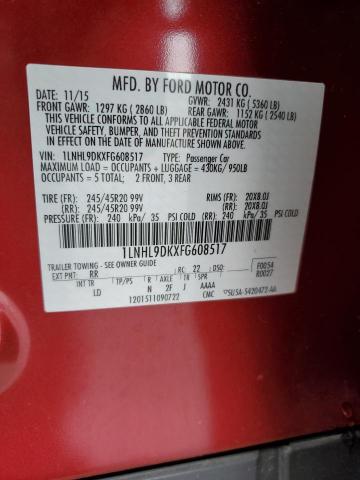 MFD. BY FORD MOTOR CO.
11/15 GVWR: 2431 KG ( 5360 LB)
FRONT GAWR: 1297 KG ( 2860 LB) REAR GAWR: 1152 KG ( 2540 LB)
THIS VEHICLE CONFORMS TO ALL APPLICABLE FEDERAL MOTOR
VEHICLE SAFETY, BUMPER, AND THEFT PREVENTION STANDARDS IN
EFFECT ON THE DATE OF MANUFACTURE SHOWN ABOVE.
VIN: 1LNHL9DKXFG608517 TYPE: Passenger Car
MAXIMUM LOAD = OCCUPANTS + LUGGAGE = 430KG/ 950LB
OCCUPANTS = 5 TOTAL; 2 FRONT, 3 REAR
TIRE (FR): 245/45R20 99V RIMS (FR): 20X8.0J
(RR): 245/45R20 99V (RR): 20X8.0J
PRESSURE (FR): 240 kPa/ 35 PSI COLD (RR): 240 kPa/ 35 PSI COLD
1LNHL9DKXFG608517
TRAILER TOWING - SEE OWNER GUIDE
EXT PNT: RR RC: 22 DSO: F0054
R0027
INT TR TP/PS R AXLE TR SPR
LD N 2F J AAAA
1201511090722 CMC